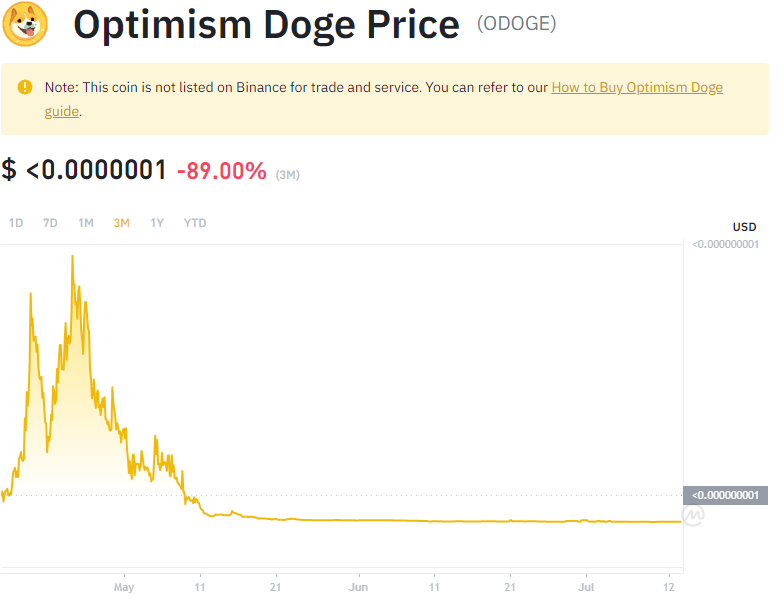 Optimism Doge Price (ODOGE)
Note: This coin is not listed on Binance for trade and service. You can refer to our How to Buy Optimism Doge
guide.
$ <0.0000001 -89.00% (3M)
1D 7D 1M 3M 1Y YTD
USD
<0.000000001
<0.000000001
May 11 21 Jun 11 21 Jul 12